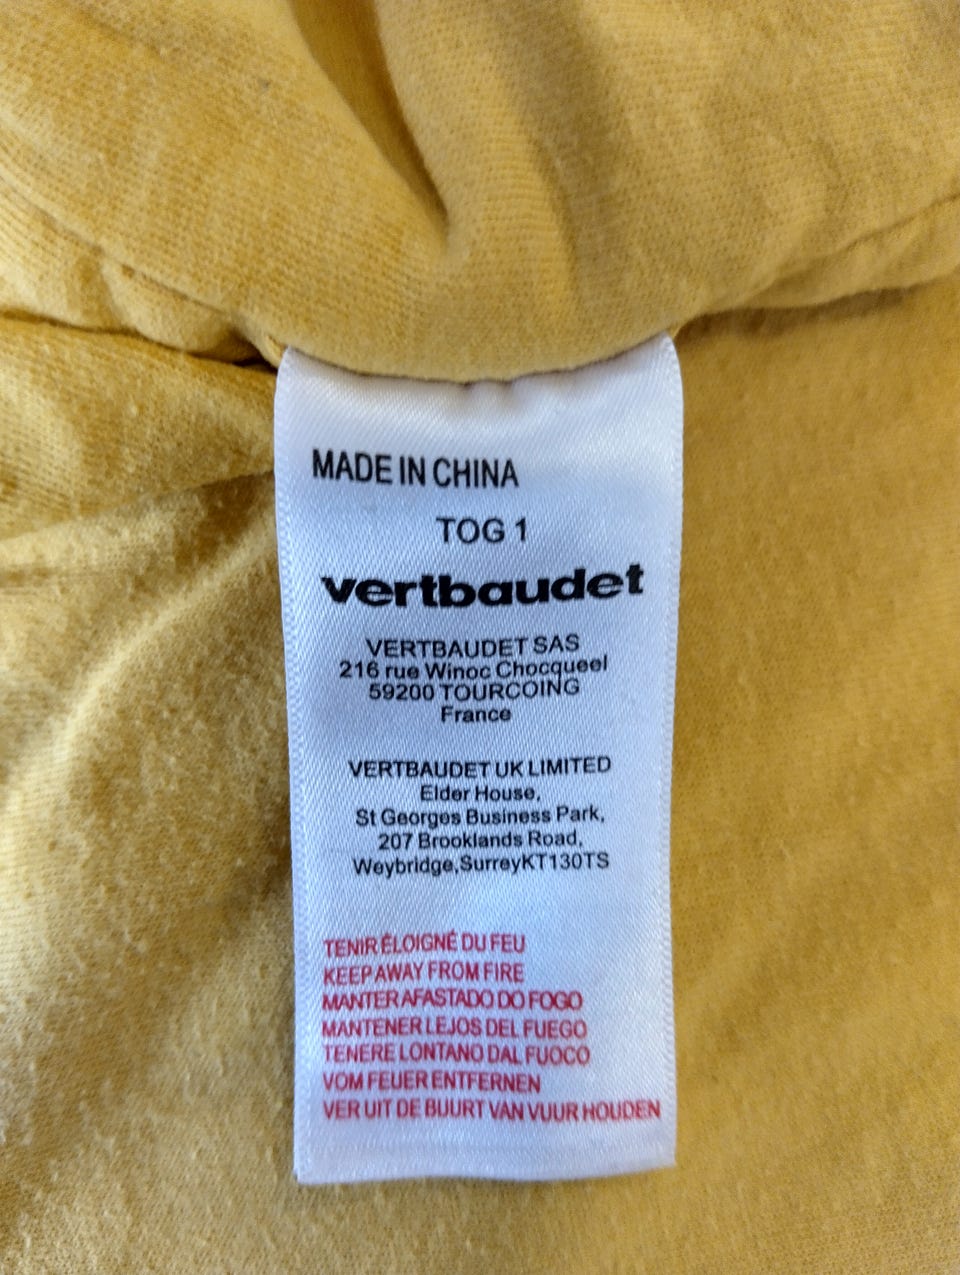 MADE IN CHINA
TOG 1
vertbaudet
VERTBAUDET SAS
216 rue Winoc Chocqueel
59200 TOURCOING
France
VERTBAUDET UK LIMITED
Elder House,
St Georges Business Park,
207 Brooklands Road,
Weybridge,SurreyKT130TS
TENIR ÉLOIGNÉ DU FEU
KEEP AWAY FROM FIRE
MANTER AFASTADO DO FOGO
MANTENER LEJOS DEL FUEGO
TENERE LONTANO DAL FUOCO
VOM FEUER ENTFERNEN
VER UIT DE BUURT VAN VUUR HOUDEN